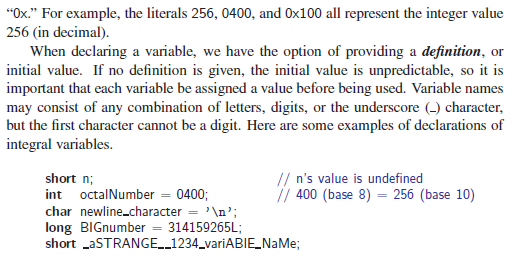 “0x.” For example, the literals 256, 0400, and 0x100 all represent the integer value
256 (in decimal).
When declaring a variable, we have the option of providing a definition, or
initial value. If no definition is given, the initial value is unpredictable, so it is
important that each variable be assigned a value before being used. Variable names
may consist of any combination of letters, digits, or the underscore (_) character,
but the first character cannot be a digit. Here are some examples of declarations of
integral variables.
short n; // n's value is undefined
int octalNumber = 0400; // 400 (base 8) = 256 (base 10)
char newline_character = '\n';
long BIGnumber = 314159265L;
short _aSTRANGE__1234_variABlE_NaMe;